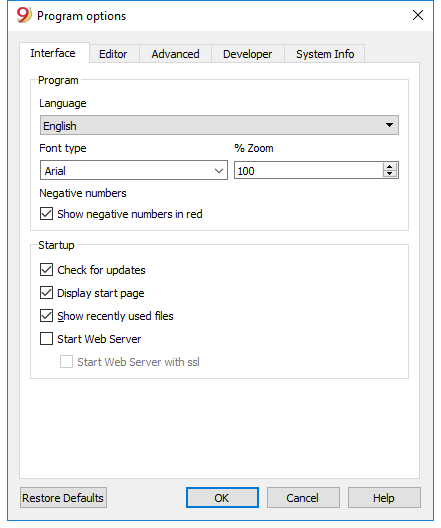 9 Program options
Interface Editor Advanced Developer System Info
Program
Language
English
Font type % Zoom
Arial 100
Negative numbers
Show negative numbers in red
Startup
Check for updates
Display start page
Show recently used files
Start Web Server
Start Web Server with ssl
Restore Defaults OK Cancel Help